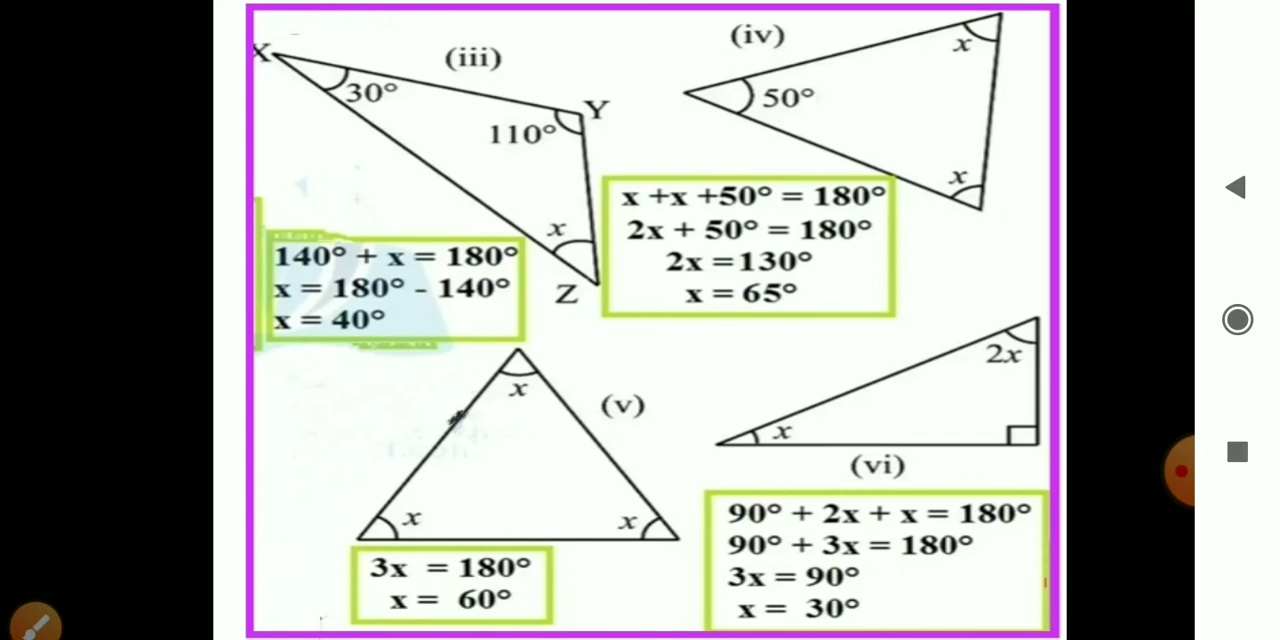 (iii)
X
30°
110°
Y
x
Z
140° + x = 180°
x = 180° - 140°
x = 40°
(iv)
50°
x
x
x +x +50° = 180°
2x + 50° = 180°
2x =130°
x = 65°
(v)
x
x
x
3x = 180°
x = 60°
2x
x
(vi)
90° + 2x + x = 180°
90° + 3x = 180°
3x = 90°
x = 30°